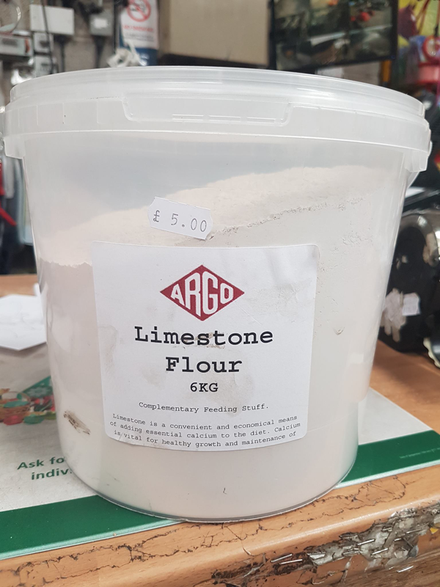 £ 5.00
ARGO
Limestone
Flour
6KG
Complementary Feeding Stuff.
Limestone is a convenient and economical means
of adding essential calcium to the diet. Calcium
is vital for healthy growth and maintenance of
Ask fo
indiv